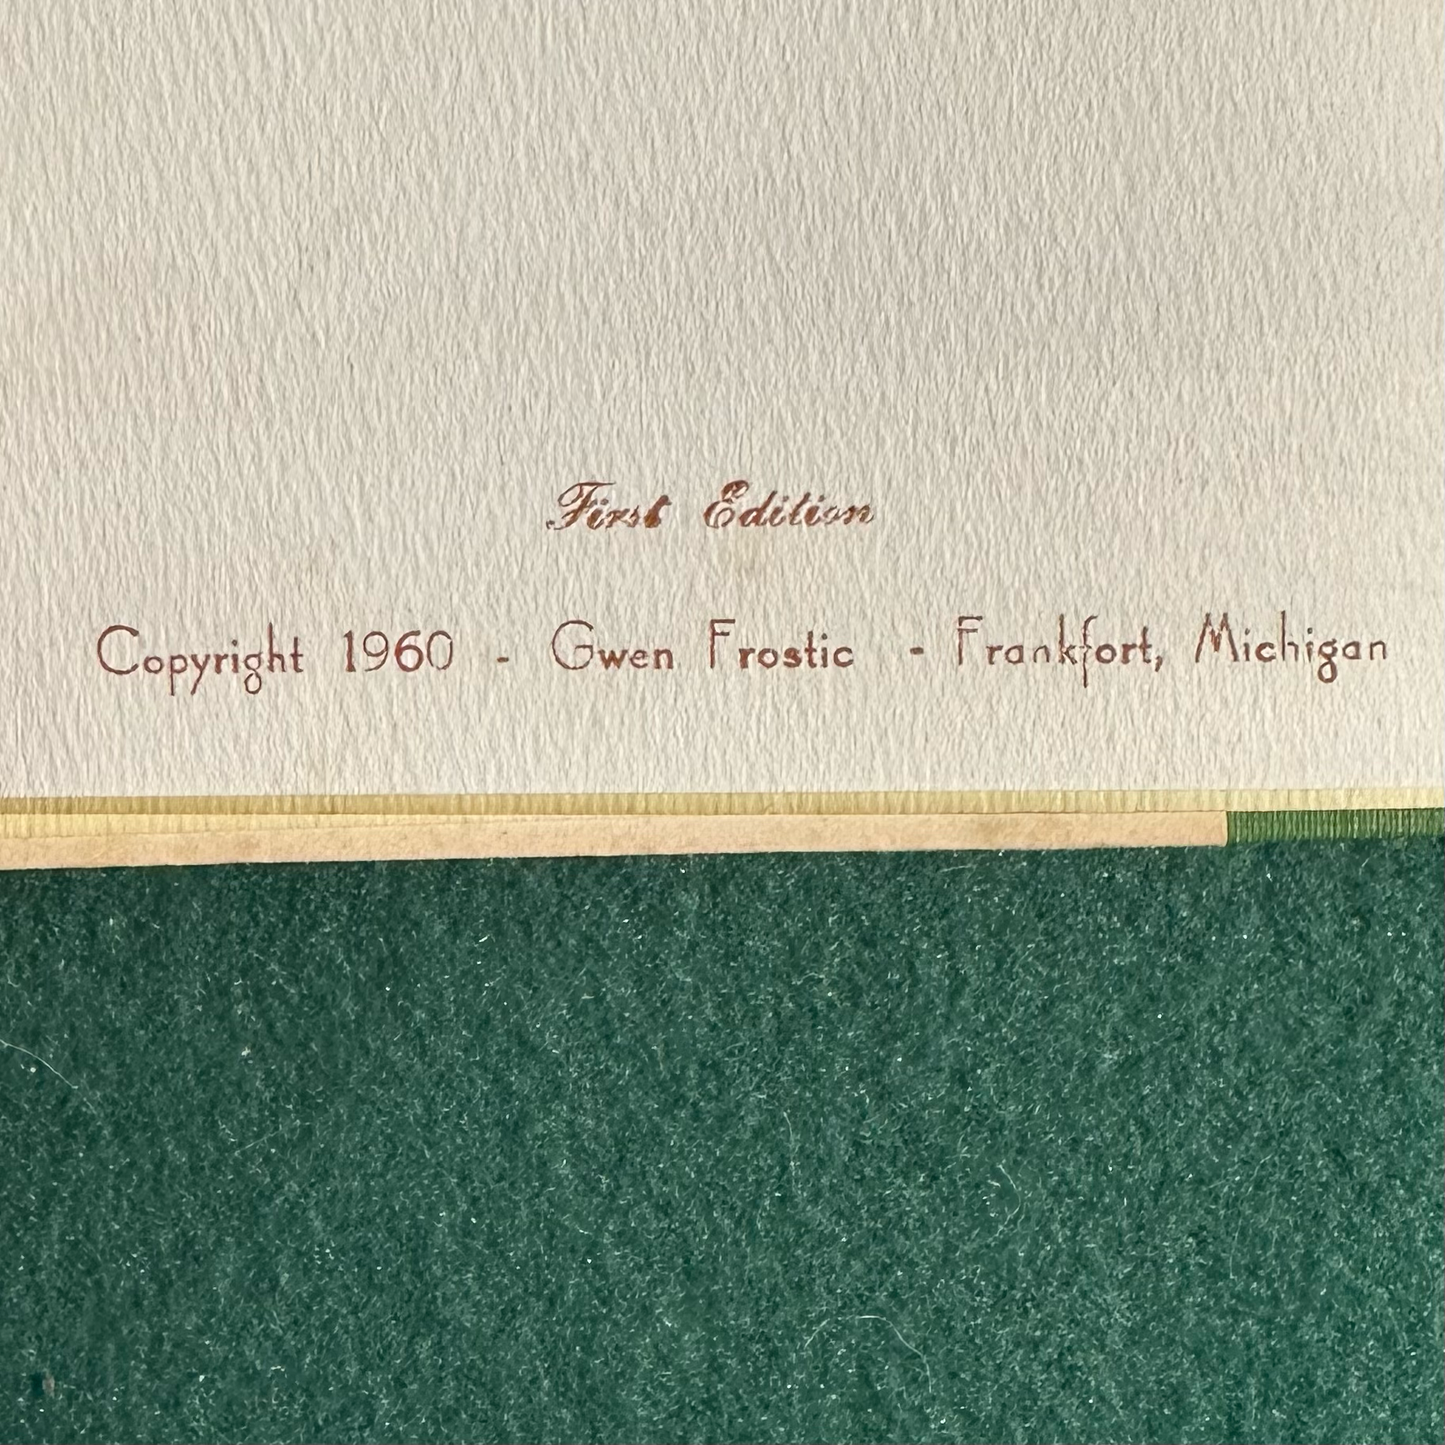 First Edition
Copyright 1960 - Gwen Frostic - Frankfort, Michigan